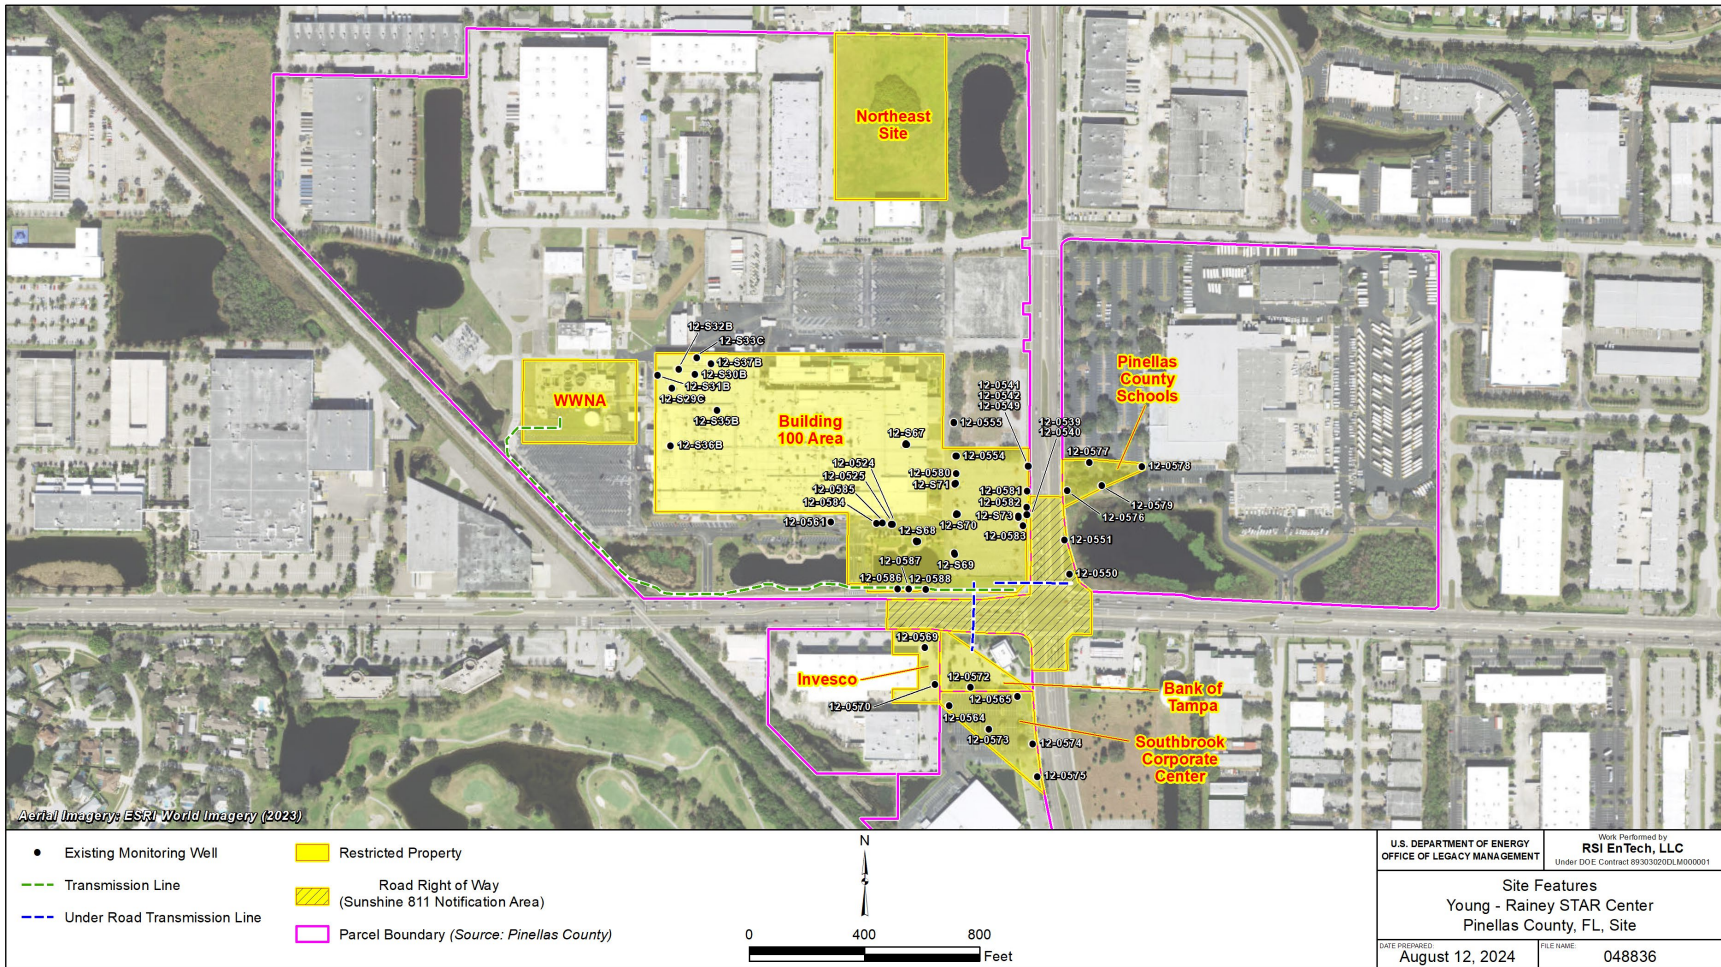 Northeast
Site
12-S32B
12-S33C
12-S37B
12-S30B
12-S31B
12-S29C
12-S35B
12-S36B
WWNA
Building
100 Area
12-S67
12-0524
12-0525
12-0585
12-0584
12-0561
12-S68
12-0587
12-0586
12-0588
12-0541
12-0542
12-0549
12-0555
12-0554
12-0580
12-S71
12-0581
12-0582
12-S73
12-S70
12-0583
12-S69
12-0539
12-0540
Pinellas
County
Schools
12-0577
12-0578
12-0579
12-0576
12-0551
12-0550
12-0569
12-0572
Invesco
12-0570
12-0565
12-0564
12-0573
12-0574
12-0575
Bank of
Tampa
Southbrook
Corporate
Center
Aerial Imagery: ESRI World Imagery (2023)
Existing Monitoring Well
Transmission Line
Under Road Transmission Line
Restricted Property
Road Right of Way
(Sunshine 811 Notification Area)
Parcel Boundary (Source: Pinellas County)
N
0 400 800
Feet
U.S. DEPARTMENT OF ENERGY
OFFICE OF LEGACY MANAGEMENT
Work Performed by
RSI EnTech, LLC
Under DOE Contract 89303020DLM000001
Site Features
Young - Rainey STAR Center
Pinellas County, FL, Site
DATE PREPARED:
August 12, 2024
FILE NAME:
048836